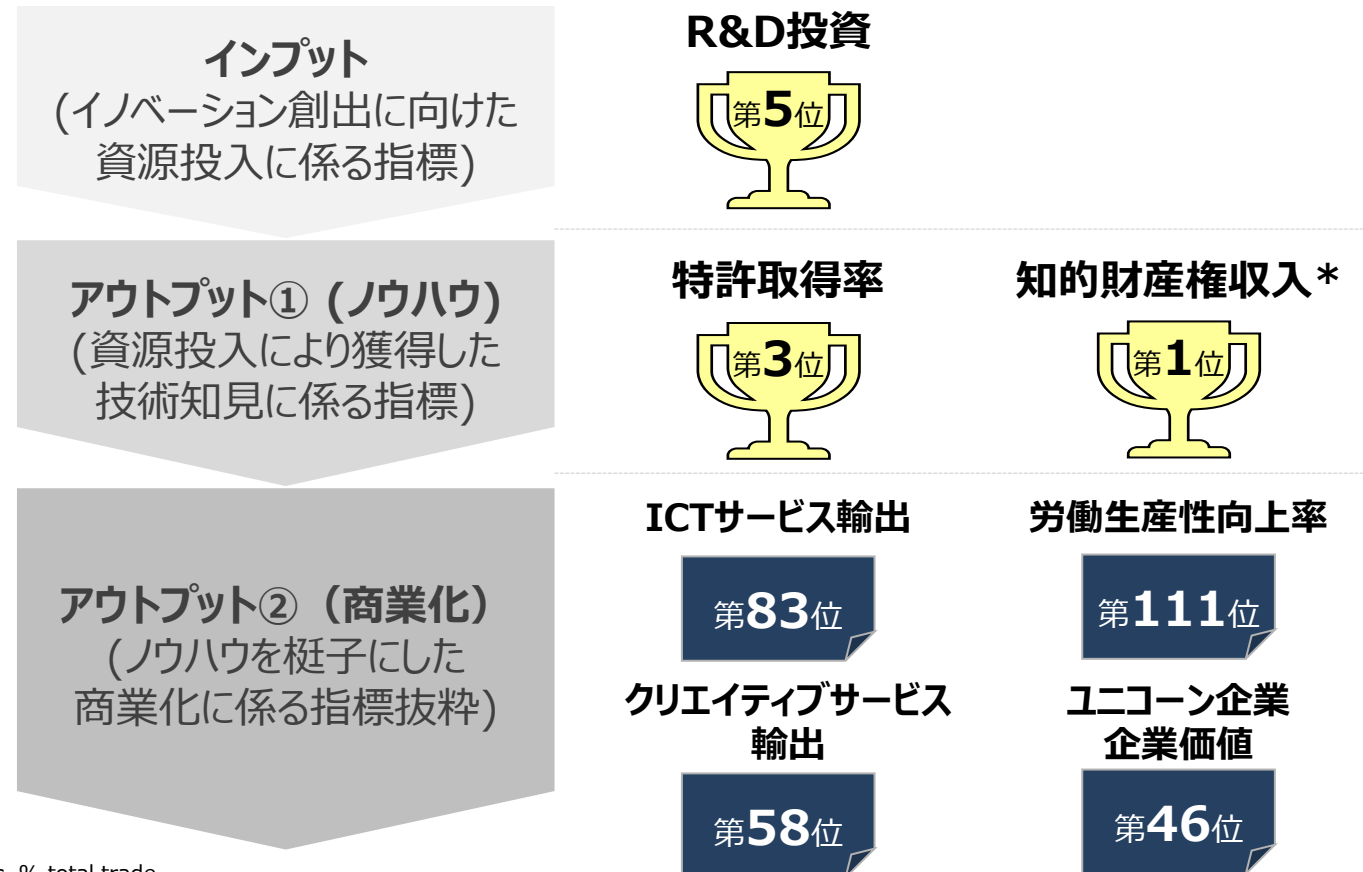 インプット
(イノベーション創出に向けた
資源投入に係る指標)
R&D投資
第5位
アウトプット① (ノウハウ)
(資源投入により獲得した
技術知見に係る指標)
特許取得率
第3位
知的財産権収入*
第1位
アウトプット②（商業化）
(ノウハウを梃子にした
商業化に係る指標抜粋)
ICTサービス輸出
第83位
労働生産性向上率
第111位
クリエイティブサービス
輸出
第58位
ユニコーン企業
企業価値
第46位
% total trade